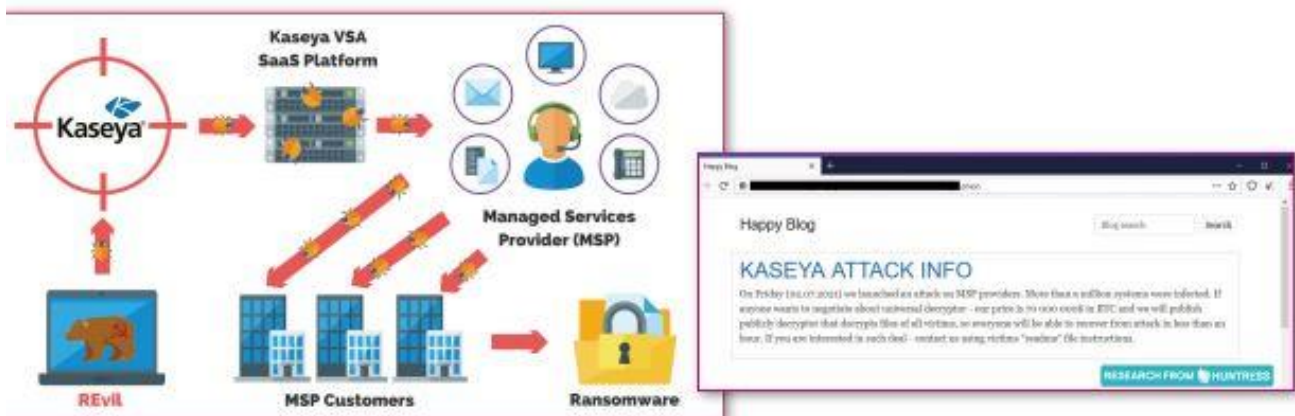 Kaseya VSA
SaaS Platform
Kaseya
Managed Services
Provider (MSP)
REvil
MSP Customers
Ransomware
Happy Blog
Happy Blog
Blog search
Search
KASEYA ATTACK INFO
On Friday (02.07.2021) we launched an attack on MSP providers. More than a million systems were infected. If
anyone wants to negotiate about universal decryptor - our price is 70 000 000$ in BTC and we will publish
publicly decryptor that decrypts files of all victims, so everyone will be able to recover from attack in less than an
hour. If you are interested in such deal - contact us using victims "readme" file instructions.
RESEARCH FROM HUNTRESS